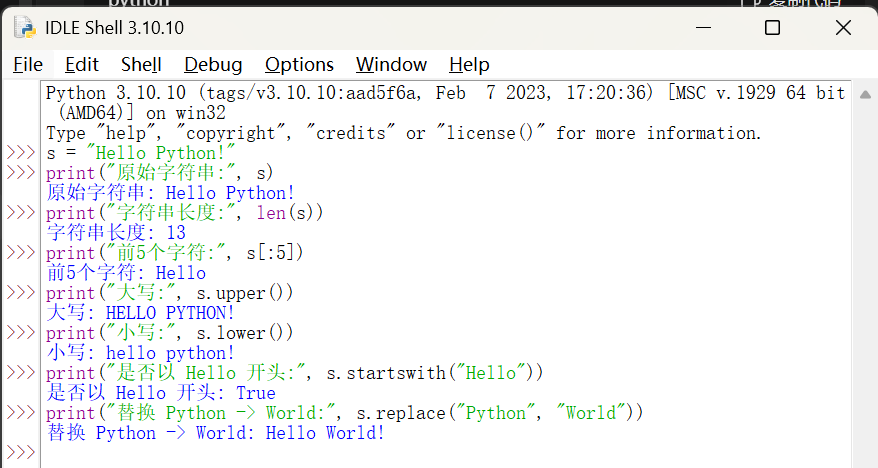 python
复制代码
IDLE Shell 3.10.10
File Edit Shell Debug Options Window Help
Python 3.10.10 (tags/v3.10.10:aad5f6a, Feb  7 2023, 17:20:36) [MSC v.1929 64 bit
(AMD64)] on win32
Type "help", "copyright", "credits" or "license()" for more information.
>>> s = "Hello Python!"
>>> print("原始字符串:", s)
原始字符串: Hello Python!
>>> print("字符串长度:", len(s))
字符串长度: 13
>>> print("前5个字符:", s[:5])
前5个字符: Hello
>>> print("大写:", s.upper())
大写: HELLO PYTHON!
>>> print("小写:", s.lower())
小写: hello python!
>>> print("是否以 Hello 开头:", s.startswith("Hello"))
是否以 Hello 开头: True
>>> print("替换 Python -> World:", s.replace("Python", "World"))
替换 Python -> World: Hello World!
>>>